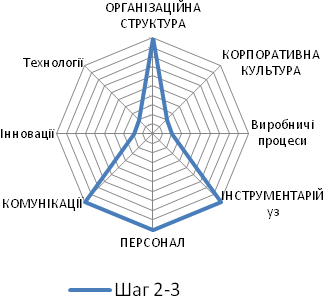 ОРГАНІЗАЦІЙНА
СТРУКТУРА
КОРПОРАТИВНА
КУЛЬТУРА
Технології
Виробничі
процеси
Інновації
ІНСТРУМЕНТАРІЙ
УЗ
КОМУНІКАЦІЇ
ПЕРСОНАЛ
Шаг 2-3